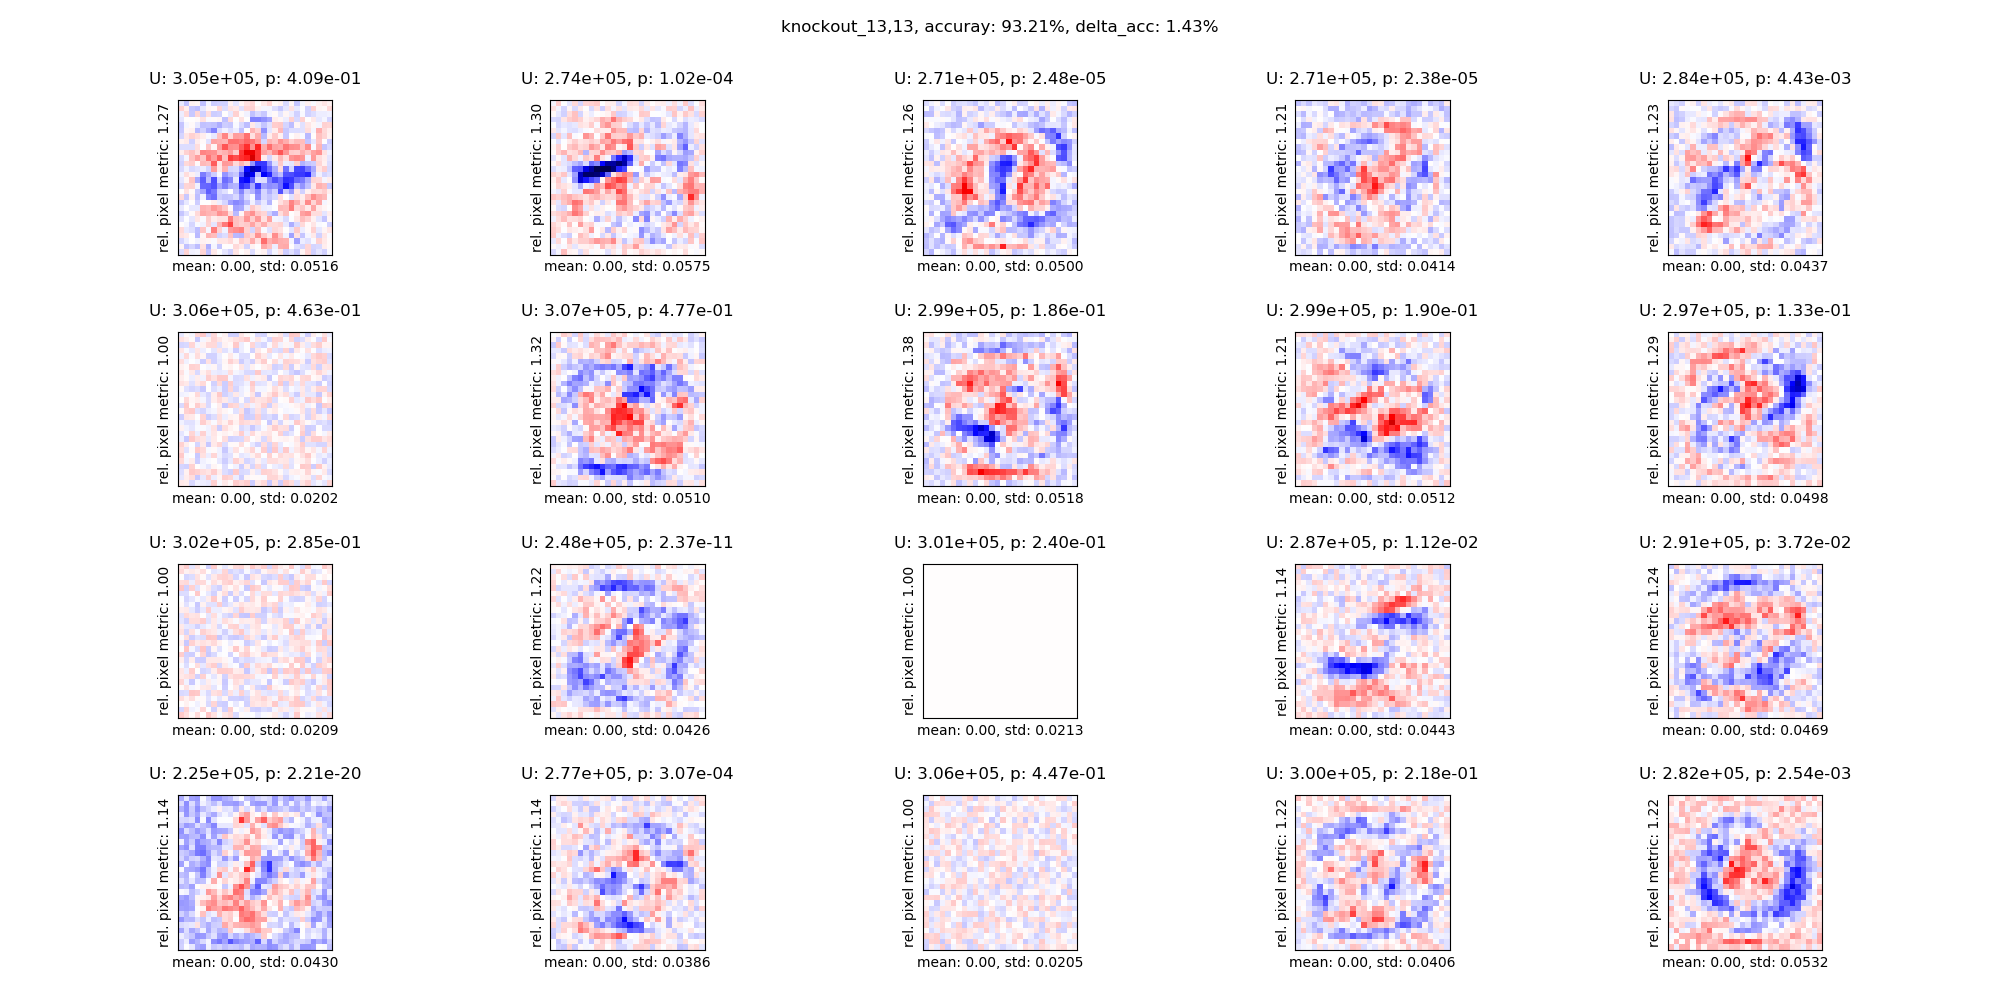 knockout_13,13, accuray: 93.21%, delta_acc: 1.43%
U: 3.05e+05, p: 4.09e-01
rel. pixel metric: 1.27
mean: 0.00, std: 0.0516
U: 2.74e+05, p: 1.02e-04
rel. pixel metric: 1.30
mean: 0.00, std: 0.0575
U: 2.71e+05, p: 2.48e-05
rel. pixel metric: 1.26
mean: 0.00, std: 0.0500
U: 2.71e+05, p: 2.38e-05
rel. pixel metric: 1.21
mean: 0.00, std: 0.0414
U: 2.84e+05, p: 4.43e-03
rel. pixel metric: 1.23
mean: 0.00, std: 0.0437
U: 3.06e+05, p: 4.63e-01
rel. pixel metric: 1.00
mean: 0.00, std: 0.0202
U: 3.07e+05, p: 4.77e-01
rel. pixel metric: 1.32
mean: 0.00, std: 0.0510
U: 2.99e+05, p: 1.86e-01
rel. pixel metric: 1.38
mean: 0.00, std: 0.0518
U: 2.99e+05, p: 1.90e-01
rel. pixel metric: 1.21
mean: 0.00, std: 0.0512
U: 2.97e+05, p: 1.33e-01
rel. pixel metric: 1.29
mean: 0.00, std: 0.0498
U: 3.02e+05, p: 2.85e-01
rel. pixel metric: 1.00
mean: 0.00, std: 0.0209
U: 2.48e+05, p: 2.37e-11
rel. pixel metric: 1.22
mean: 0.00, std: 0.0426
U: 3.01e+05, p: 2.40e-01
rel. pixel metric: 1.00
mean: 0.00, std: 0.0213
U: 2.87e+05, p: 1.12e-02
rel. pixel metric: 1.14
mean: 0.00, std: 0.0443
U: 2.91e+05, p: 3.72e-02
rel. pixel metric: 1.24
mean: 0.00, std: 0.0469
U: 2.25e+05, p: 2.21e-20
rel. pixel metric: 1.14
mean: 0.00, std: 0.0430
U: 2.77e+05, p: 3.07e-04
rel. pixel metric: 1.14
mean: 0.00, std: 0.0386
U: 3.06e+05, p: 4.47e-01
rel. pixel metric: 1.00
mean: 0.00, std: 0.0205
U: 3.00e+05, p: 2.18e-01
rel. pixel metric: 1.22
mean: 0.00, std: 0.0406
U: 2.82e+05, p: 2.54e-03
rel. pixel metric: 1.22
mean: 0.00, std: 0.0532